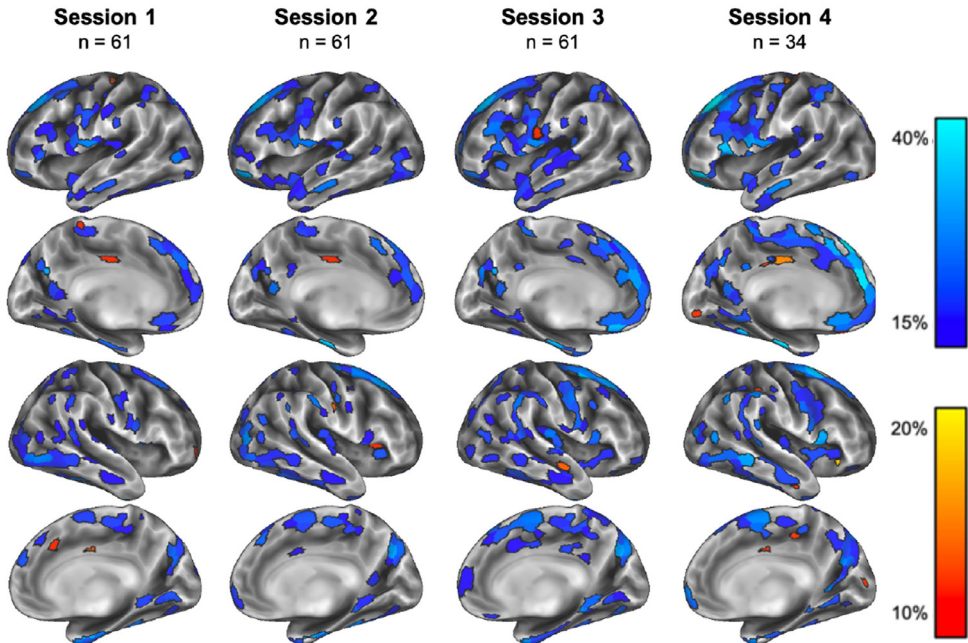 Session 1
n = 61
Session 2
n = 61
Session 3
n = 61
Session 4
n = 34
40%
15%
20%
10%